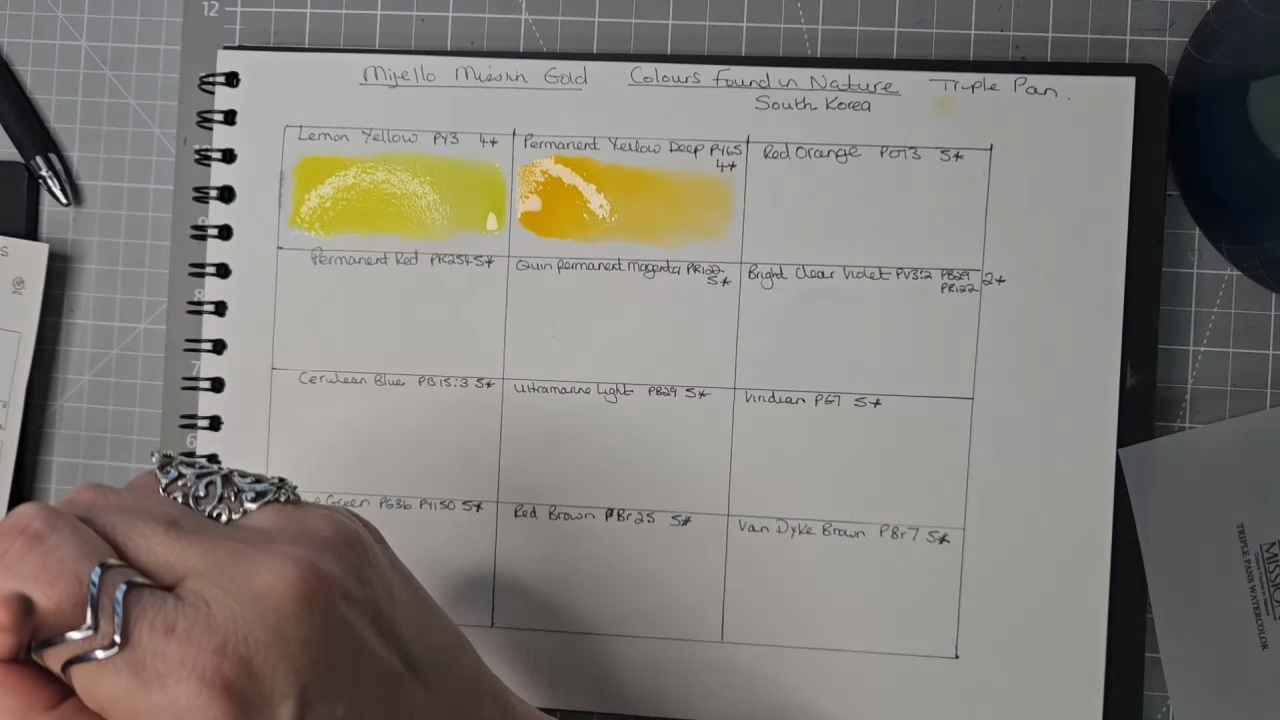 12
Mijello Mission Gold Colours Found in Nature Triple Pan.
South Korea
Lemon Yellow PY3 4*
Permanent Yellow Deep PY65
4*
Red Orange PO73 5*
Permanent Red PR254 5*
Quin Permanent Magenta PR122
5*
Bright Clear Violet PV3:2 PB29 2*
PR122
Cerulean Blue PB15:3 5*
Ultramarine Light PB29 5*
Viridian PG7 5*
Green PG36 PY150 5*
Red Brown PBr25 5*
Van Dyke Brown PBr7 5*
8
7
6
S
MISSION
TRIPLE PANS WATERCOLOR